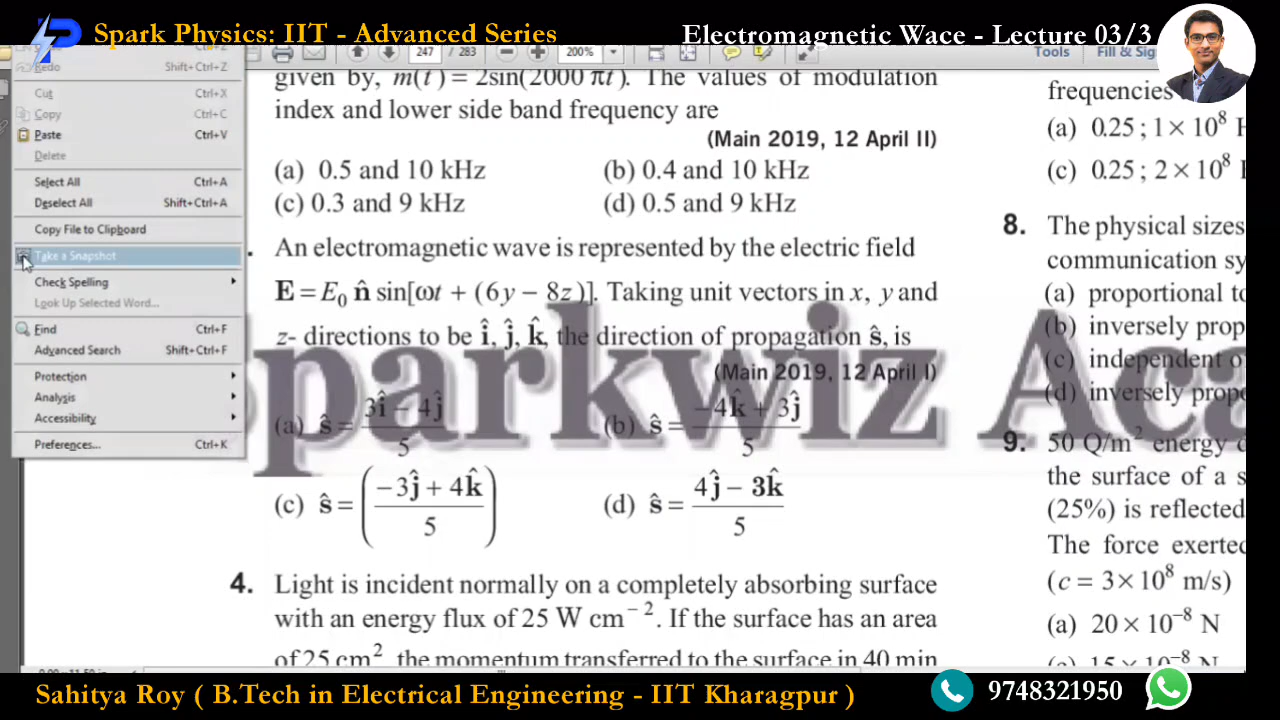 Spark Physics: IIT - Advanced Series
Electromagnetic Wace - Lecture 03/3
Redo Shift+Ctrl+Z
Cut Ctrl+X
Copy Ctrl+C
Paste Ctrl+V
Delete
Select All Ctrl+A
Deselect All Shift+Ctrl+A
Copy File to Clipboard
Take a Snapshot
Check Spelling
Look Up Selected Word...
Find Ctrl+F
Advanced Search Shift+Ctrl+F
Protection
Analysis
Accessibility
Preferences... Ctrl+K
247 / 283 200% Tools Fill & Sig
given by, m(t) = 2sin(2000 πt). The values of modulation
index and lower side band frequency are
(Main 2019, 12 April II)
(a) 0.5 and 10 kHz (b) 0.4 and 10 kHz
(c) 0.3 and 9 kHz (d) 0.5 and 9 kHz
An electromagnetic wave is represented by the electric field
E = E₀ n̂ sin[ωt + (6y − 8z)]. Taking unit vectors in x, y and
z- directions to be î, ĵ, k̂, the direction of propagation ŝ, is
(Main 2019, 12 April I)
(a) ŝ = (3î − 4ĵ)/5 (b) ŝ = (−4k̂ + 3ĵ)/5
(c) ŝ = ((−3ĵ + 4k̂)/5) (d) ŝ = (4ĵ − 3k̂)/5
4. Light is incident normally on a completely absorbing surface
with an energy flux of 25 W cm⁻². If the surface has an area
of 25 cm² the momentum transferred to the surface in 40 min
frequencies
(a) 0.25 ; 1 × 10⁸ H
(c) 0.25 ; 2 × 10⁸
8. The physical sizes
communication sy
(a) proportional to
(b) inversely prop
(c) independent o
(d) inversely prope
9. 50 Q/m² energy d
the surface of a s
(25%) is reflected
The force exerted
(c = 3 × 10⁸ m/s)
(a) 20 × 10⁻⁸ N
(c) 15 × 10⁻⁸ N
Sparkwiz Aca
Sahitya Roy ( B.Tech in Electrical Engineering - IIT Kharagpur )
9748321950